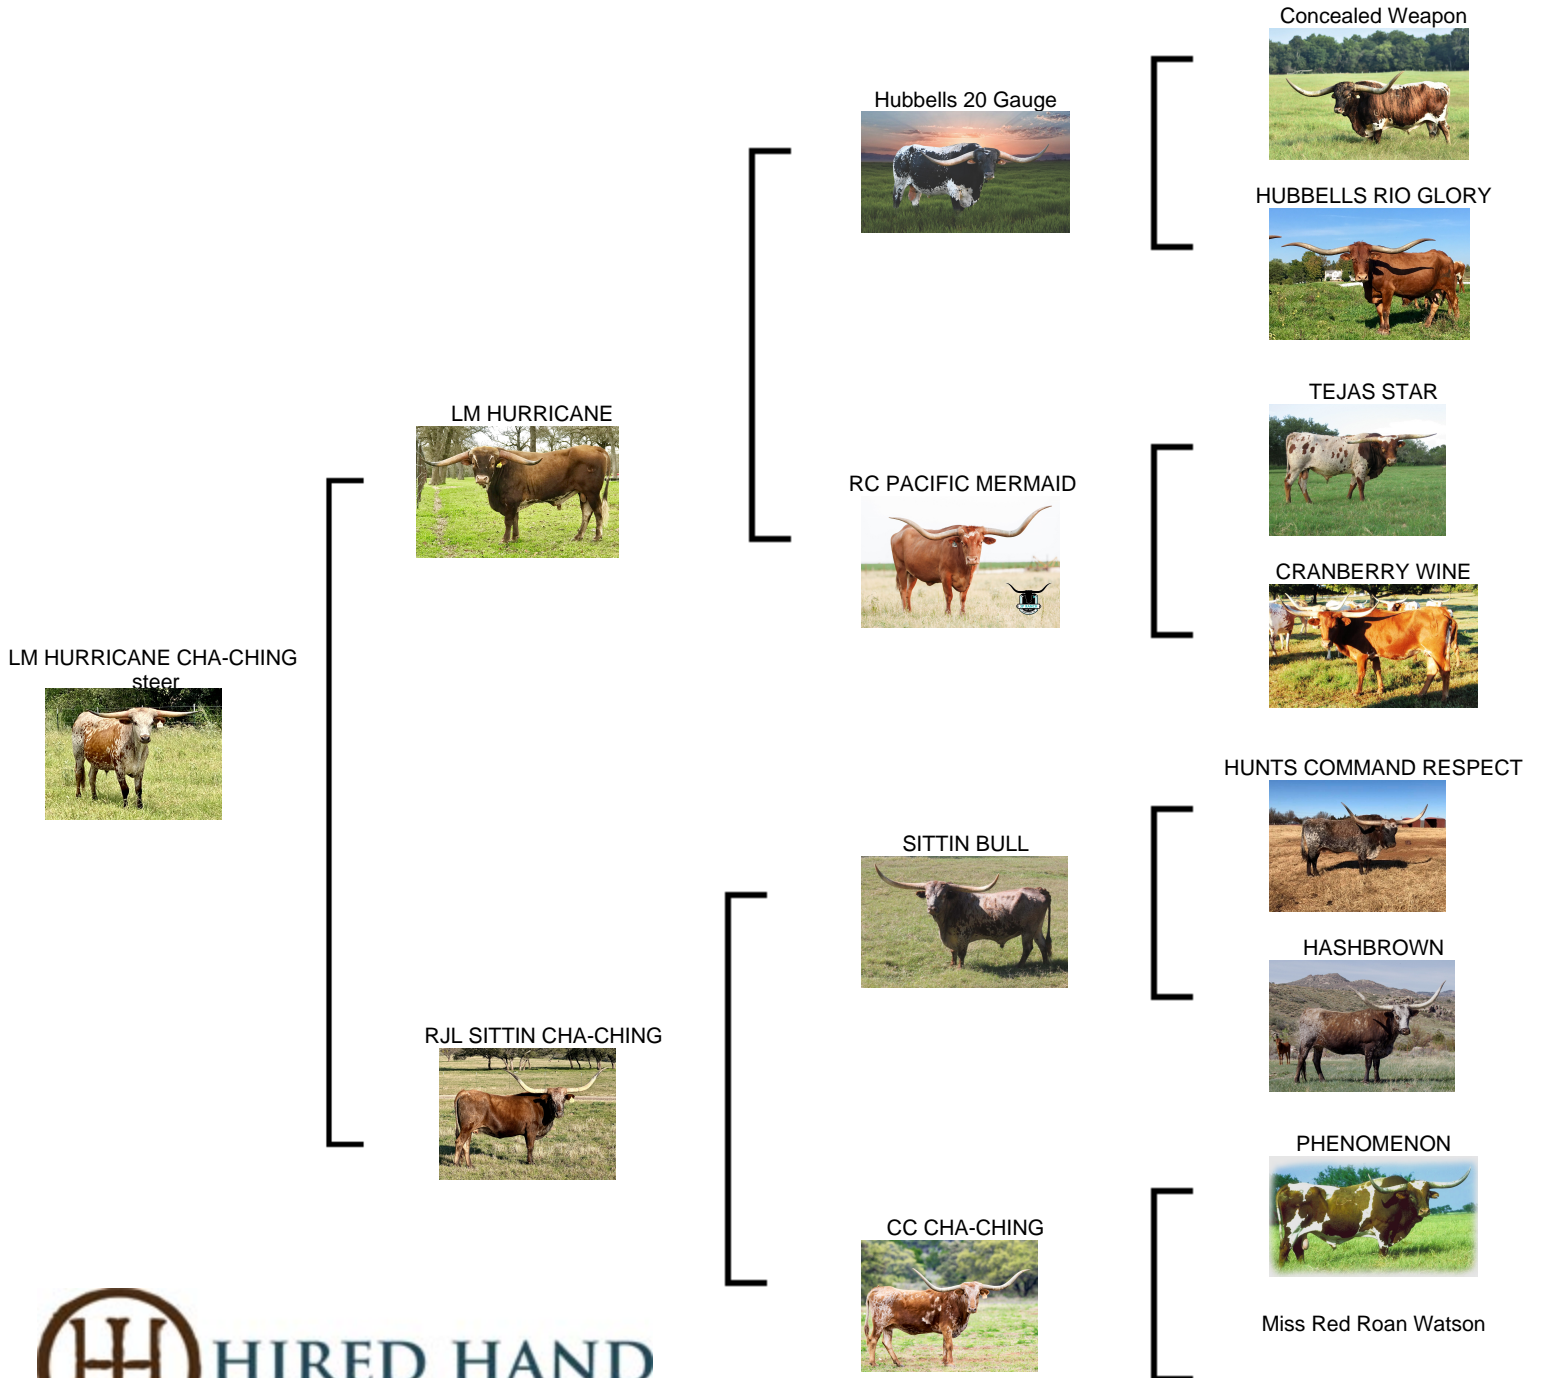 Concealed Weapon
Hubbells 20 Gauge
HUBBELLS RIO GLORY
TEJAS STAR
LM HURRICANE
RC PACIFIC MERMAID
CRANBERRY WINE
LM HURRICANE CHA-CHING
steer
HUNTS COMMAND RESPECT
SITTIN BULL
HASHBROWN
RJL SITTIN CHA-CHING
PHENOMENON
CC CHA-CHING
Miss Red Roan Watson
HIRED HAND